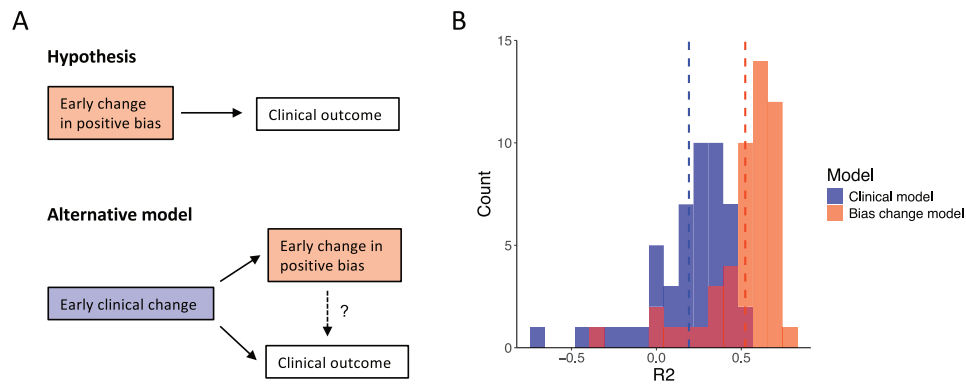 A
Hypothesis
Early change
in positive bias
Clinical outcome
Alternative model
Early change in
positive bias
Early clinical change
?
Clinical outcome
B
15
10
5
0
Count
-0.5
0.0
0.5
R2
Model
Clinical model
Bias change model